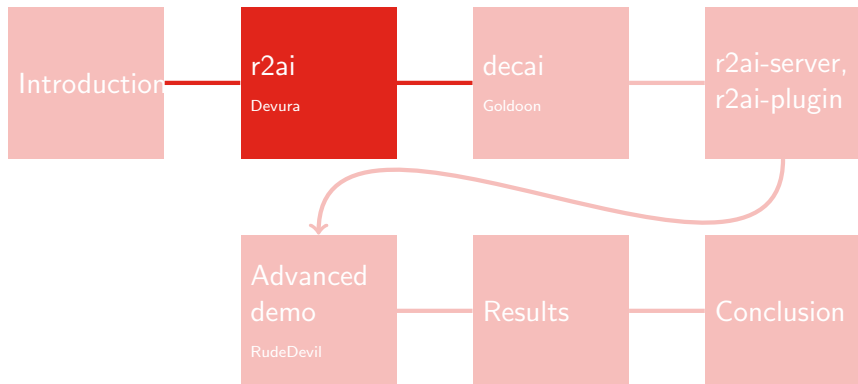 Introduction
r2ai
Devura
decai
Goldoon
r2ai-server,
r2ai-plugin
Advanced
demo
RudeDevil
Results
Conclusion